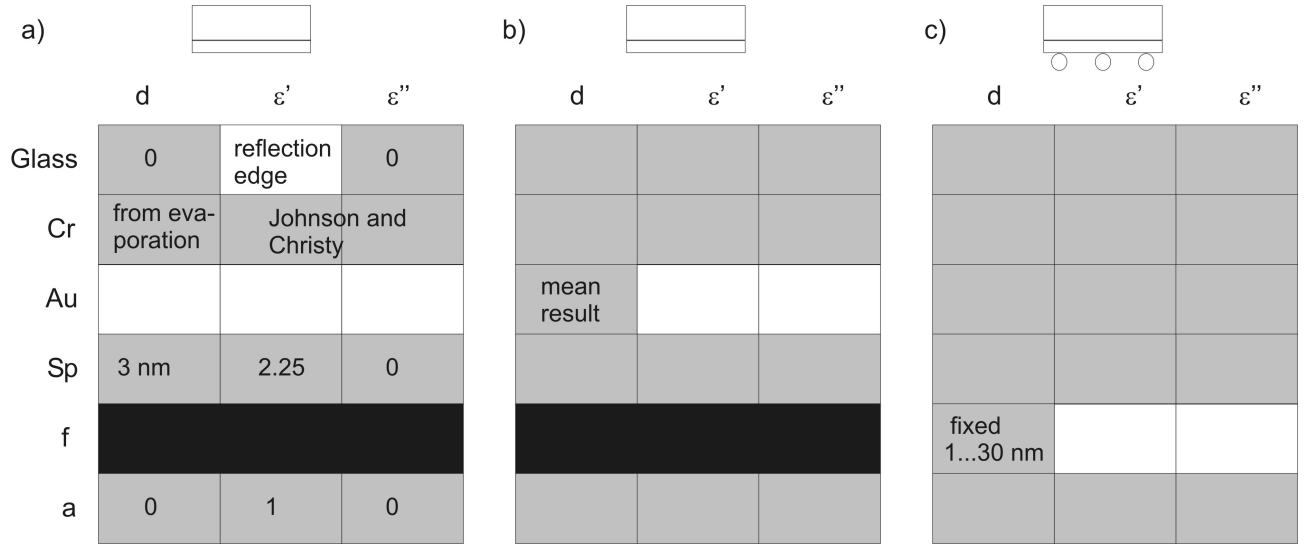 a)
b)
c)
d ε’ ε”
d ε’ ε”
d ε’ ε”
Glass 0 reflection
edge 0
Cr from eva-
poration Johnson and
Christy
Au mean
result
Sp 3 nm 2.25 0
f fixed
1...30 nm
a 0 1 0